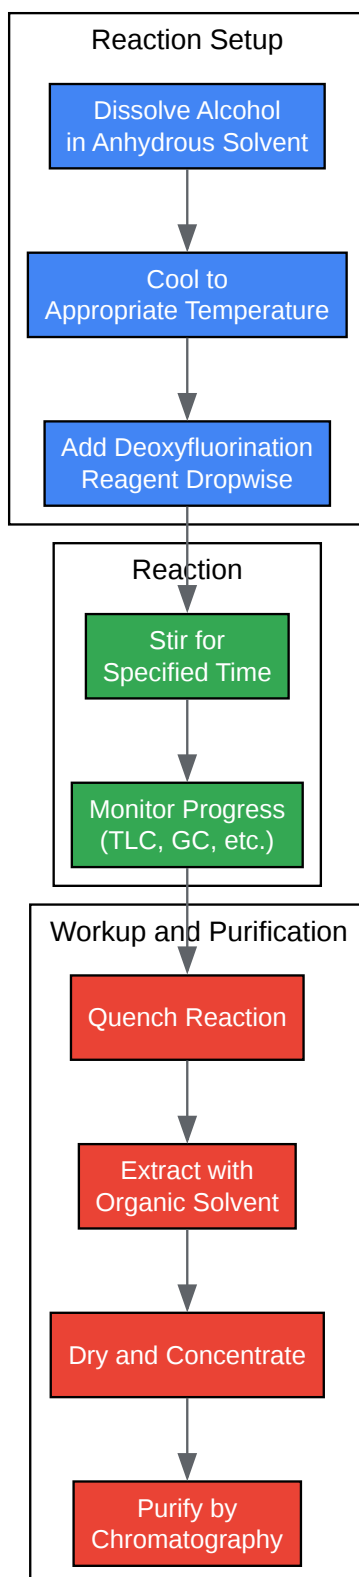 Reaction Setup
Dissolve Alcohol
in Anhydrous Solvent
Cool to
Appropriate Temperature
Add Deoxyfluorination
Reagent Dropwise
Reaction
Stir for
Specified Time
Monitor Progress
(TLC, GC, etc.)
Workup and Purification
Quench Reaction
Extract with
Organic Solvent
Dry and Concentrate
Purify by
Chromatography